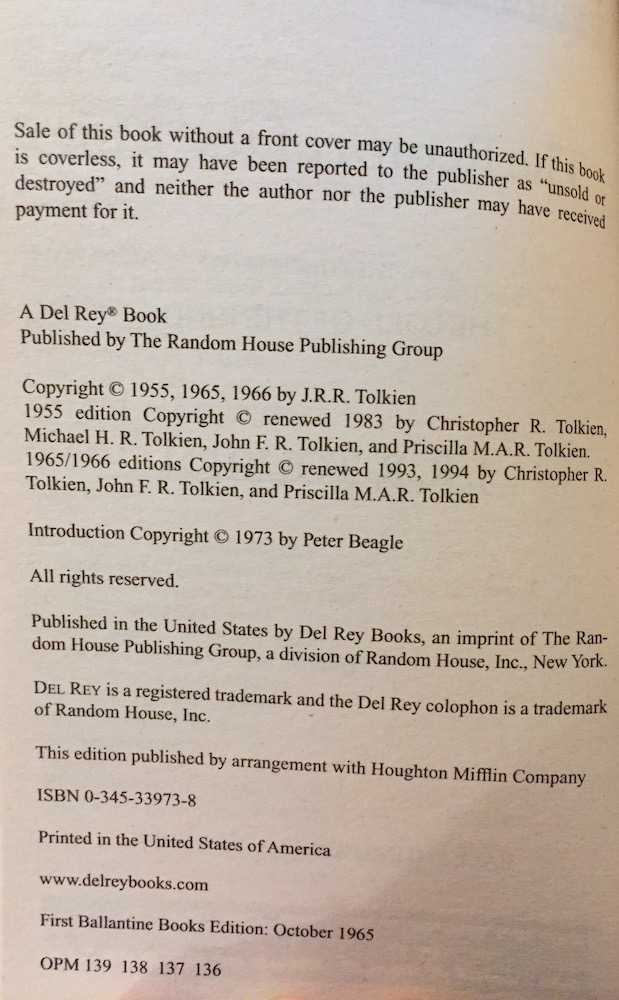 Sale of this book without a front cover may be unauthorized. If this book
is coverless, it may have been reported to the publisher as “unsold or
destroyed” and neither the author nor the publisher may have received
payment for it.
A Del Rey® Book
Published by The Random House Publishing Group
Copyright © 1955, 1965, 1966 by J.R.R. Tolkien
1955 edition Copyright © renewed 1983 by Christopher R. Tolkien,
Michael H. R. Tolkien, John F. R. Tolkien, and Priscilla M.A.R. Tolkien.
1965/1966 editions Copyright © renewed 1993, 1994 by Christopher R.
Tolkien, John F. R. Tolkien, and Priscilla M.A.R. Tolkien
Introduction Copyright © 1973 by Peter Beagle
All rights reserved.
Published in the United States by Del Rey Books, an imprint of The Ran-
dom House Publishing Group, a division of Random House, Inc., New York.
DEL REY is a registered trademark and the Del Rey colophon is a trademark
of Random House, Inc.
This edition published by arrangement with Houghton Mifflin Company
ISBN 0-345-33973-8
Printed in the United States of America
www.delreybooks.com
First Ballantine Books Edition: October 1965
OPM 139 138 137 136